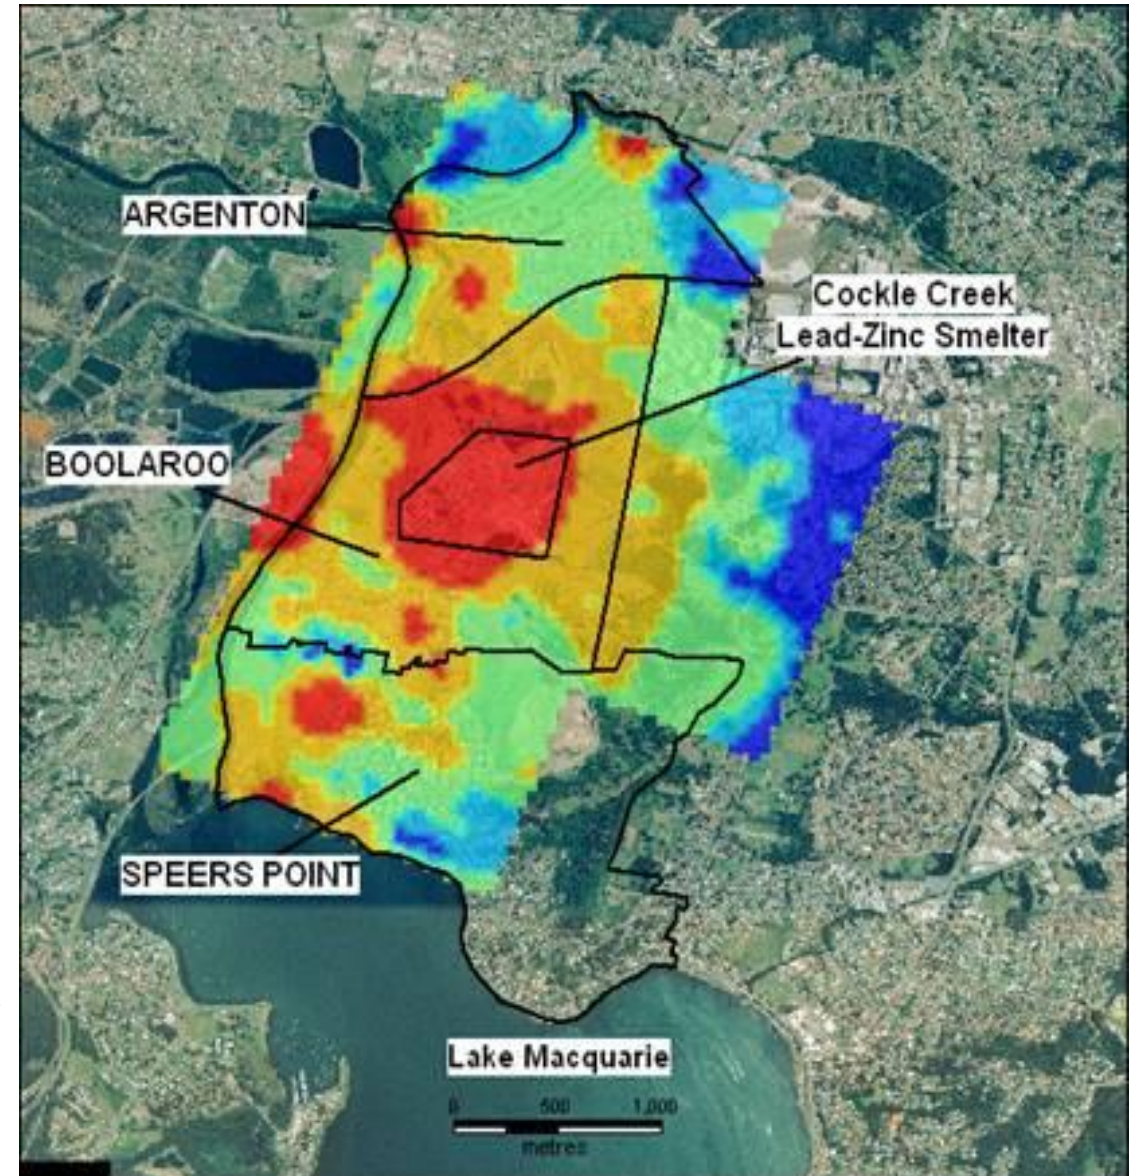 ARGENTON
Cockle Creek
Lead-Zinc Smelter
BOOLAROO
SPEERS POINT
Lake Macquarie
0 500 1,000
metres